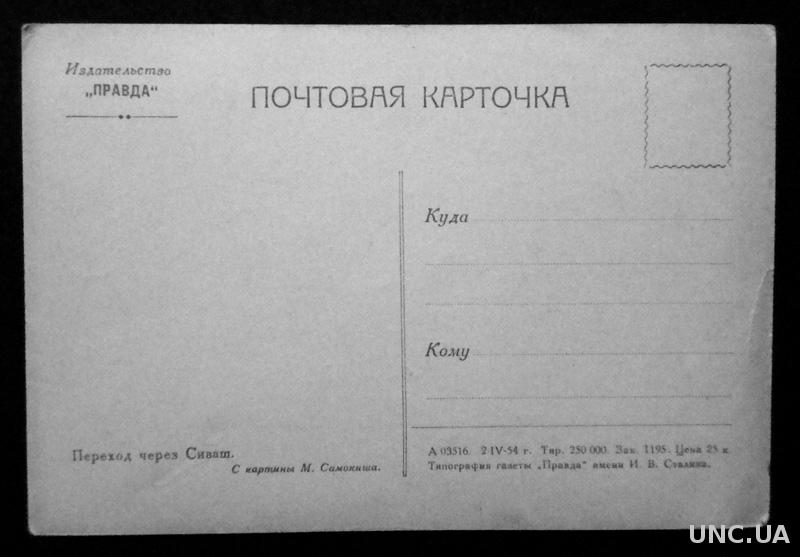 Издательство
„ПРАВДА“
ПОЧТОВАЯ КАРТОЧКА
Куда
Кому
Переход через Сиваш.
С картины М. Самокиша.
А 03516. 2-IV-54 г. Тир. 250 000. Зак. 1195. Цена 25 к.
Типография газеты „Правда“ имени И. В. Сталина.
UNC.UA